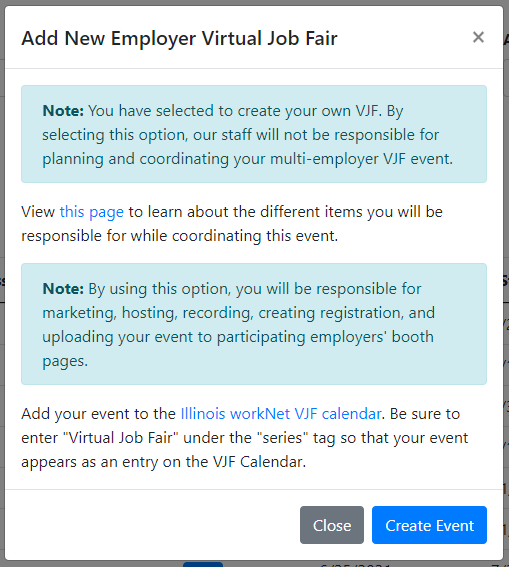 Add New Employer Virtual Job Fair ×
Note: You have selected to create your own VJF. By
selecting this option, our staff will not be responsible for
planning and coordinating your multi-employer VJF event.
View this page to learn about the different items you will be
responsible for while coordinating this event.
Note: By using this option, you will be responsible for
marketing, hosting, recording, creating registration, and
uploading your event to participating employers' booth
pages.
Add your event to the Illinois workNet VJF calendar. Be sure to
enter "Virtual Job Fair" under the "series" tag so that your event
appears as an entry on the VJF Calendar.
Close Create Event